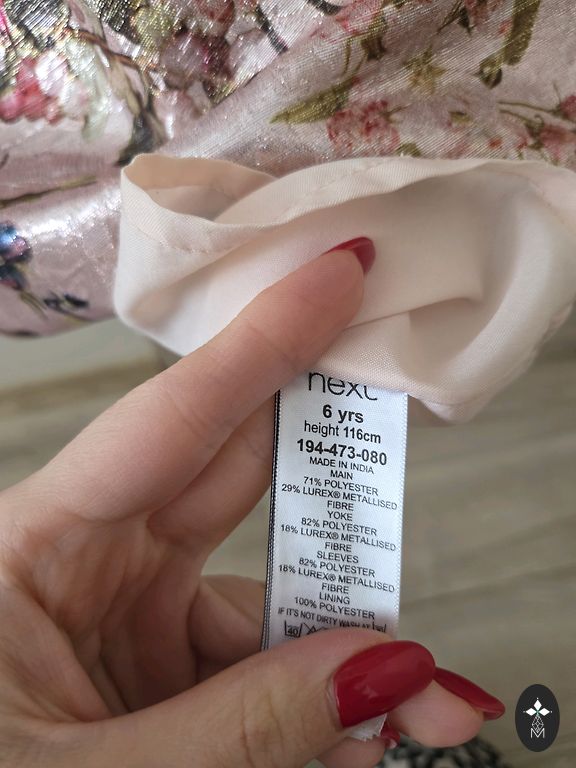 next
6 yrs
height 116cm
194-473-080
MADE IN INDIA
MAIN
71% POLYESTER
29% LUREX® METALLISED
FIBRE
YOKE
82% POLYESTER
18% LUREX® METALLISED
FIBRE
SLEEVES
82% POLYESTER
18% LUREX® METALLISED
FIBRE
LINING
100% POLYESTER
IF IT'S NOT DIRTY WASH AT
40
M